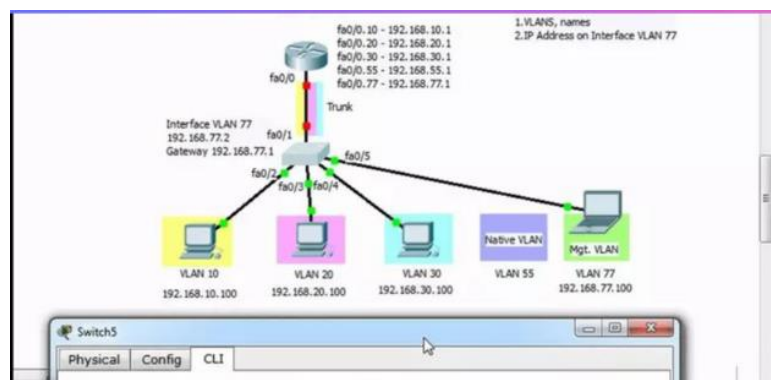 fa0/0.10 - 192.168.10.1
fa0/0.20 - 192.168.20.1
fa0/0.30 - 192.168.30.1
fa0/0.55 - 192.168.55.1
fa0/0.77 - 192.168.77.1
1.VLANS, names
2.IP Address on Interface VLAN 77
fa0/0
Trunk
Interface VLAN 77
192.168.77.2
Gateway 192.168.77.1
fa0/1
fa0/5
fa0/2
fa0/3
fa0/4
Native VLAN
Mgt. VLAN
VLAN 10
192.168.10.100
VLAN 20
192.168.20.100
VLAN 30
192.168.30.100
VLAN 55
VLAN 77
192.168.77.100
Switch5
Physical
Config
CLI